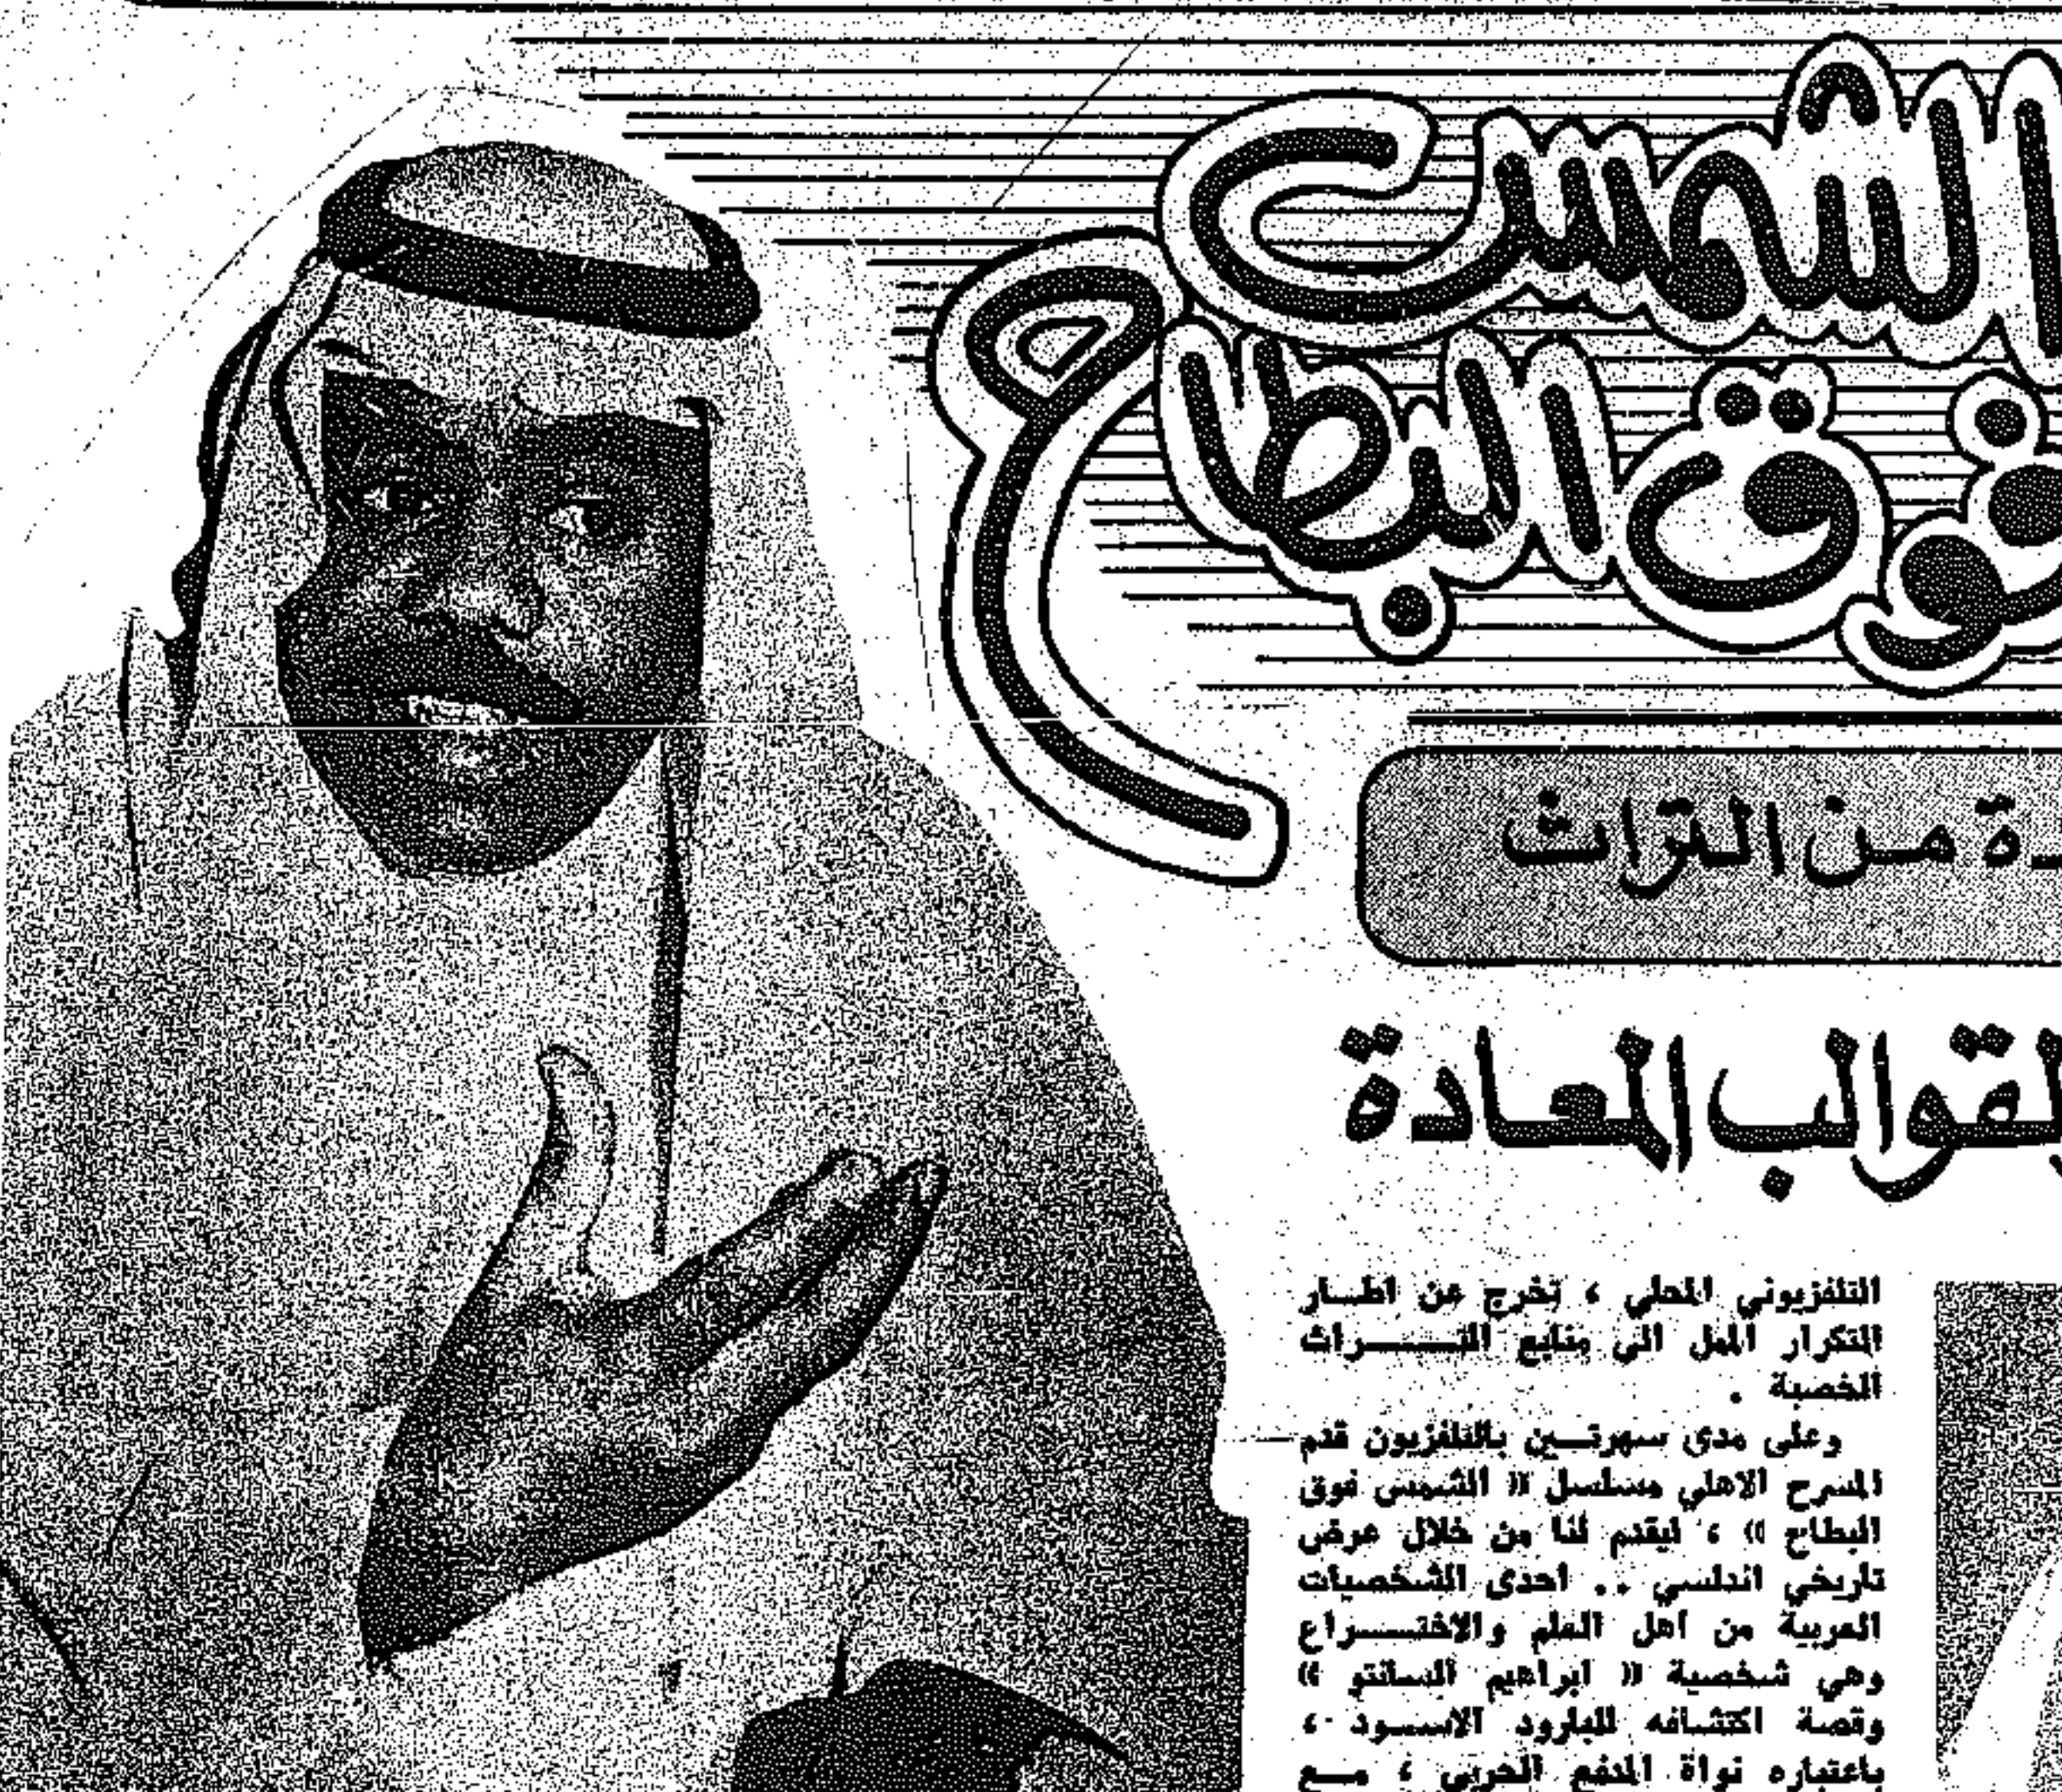 الشمس
فوق البطاح
من التراث
القوالب المعادة
التلفزيوني المحلي ، تخرج عن اطار
التكرار الممل الى منابع التراث
الخصبة .
وعلى مدى سهرتين بالتلفزيون قدم
المسرح الاهلي مسلسل « الشمس فوق
البطاح » ، ليقدم لنا من خلال عرض
تاريخي اندلسي .. احدى الشخصيات
العربية من اهل العلم والاختراع
وهي شخصية « ابراهيم السانتو »
وقصة اكتشافه للبارود الاسود ،
باعتباره نواة المدفع الحربي ، مع